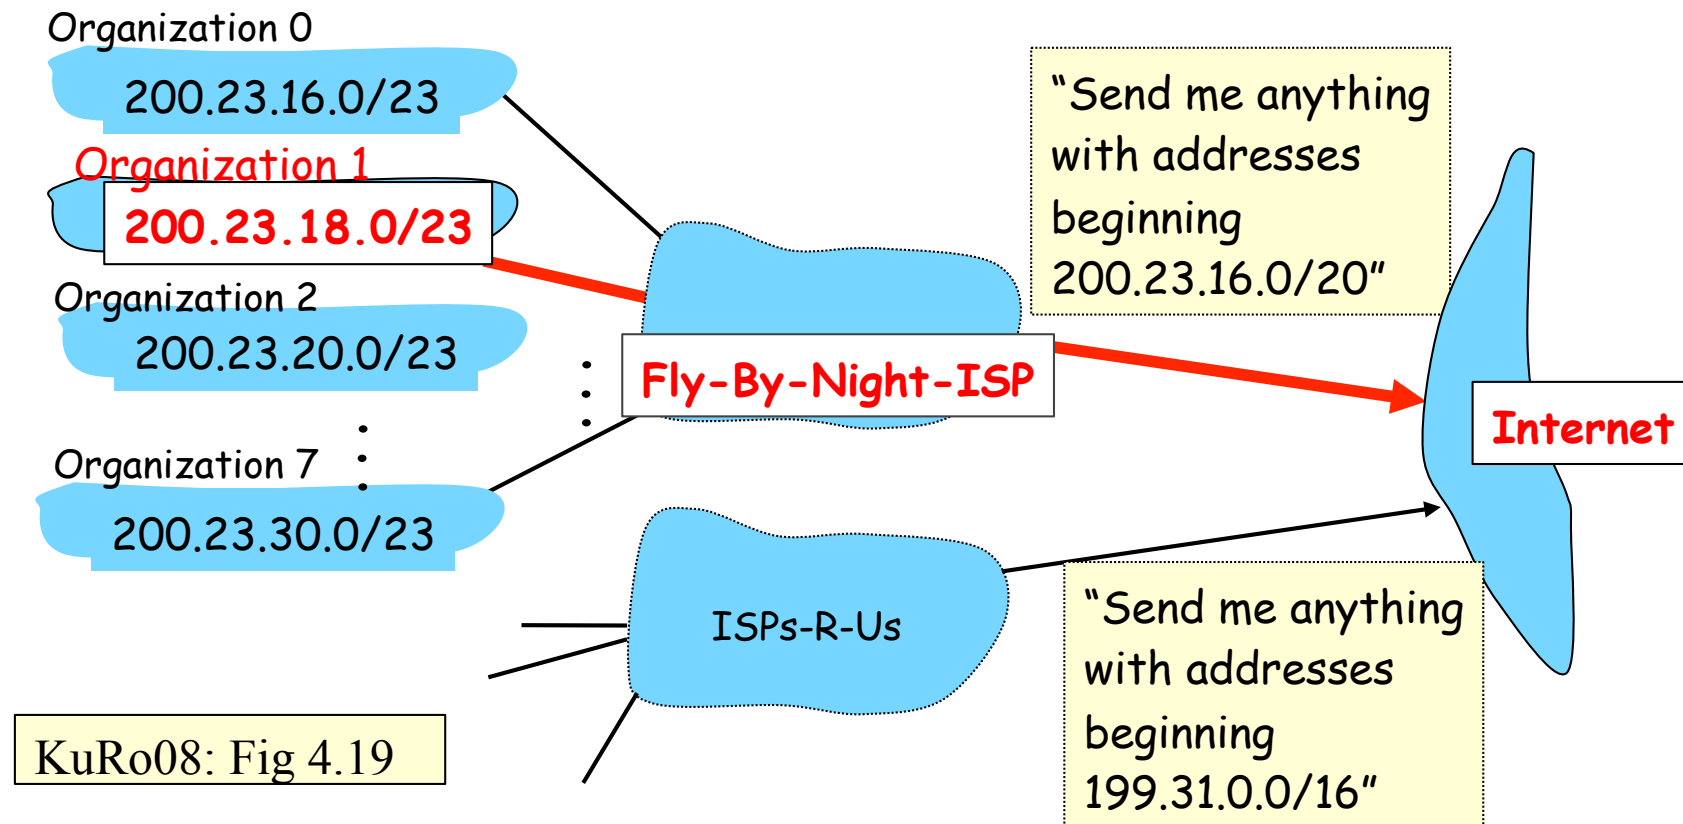 Organization 0
200.23.16.0/23
Organization 1
200.23.18.0/23
Organization 2
200.23.20.0/23
Organization 7
200.23.30.0/23
Fly-By-Night-ISP
“Send me anything
with addresses
beginning
200.23.16.0/20”
Internet
ISPs-R-Us
“Send me anything
with addresses
beginning
199.31.0.0/16”
KuRo08: Fig 4.19